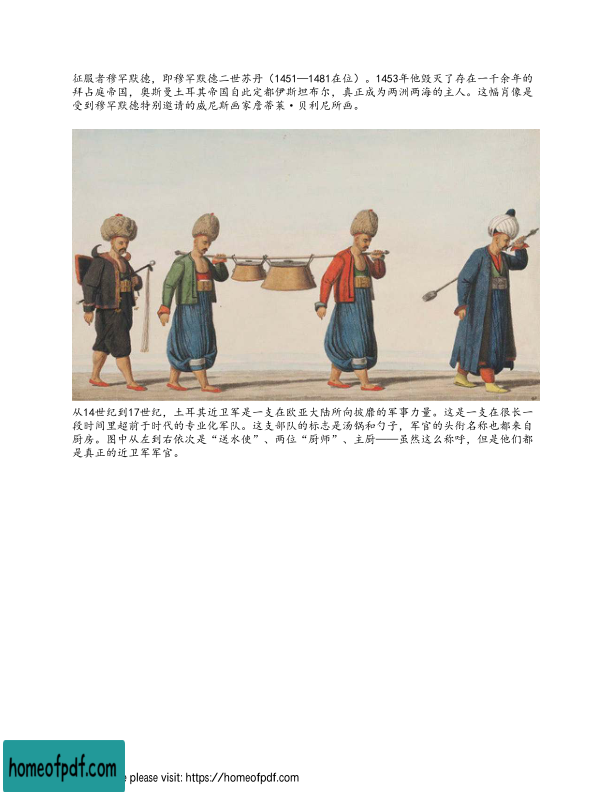 征服者穆罕默德，即穆罕默德二世苏丹（1451—1481在位）。1453年他毁灭了存在一千余年的
拜占庭帝国，奥斯曼土耳其帝国自此定都伊斯坦布尔，真正成为两洲两海的主人。这幅肖像是
受到穆罕默德特别邀请的威尼斯画家詹蒂莱·贝利尼所画。
从14世纪到17世纪，土耳其近卫军是一支在欧亚大陆所向披靡的军事力量。这是一支在很长一
段时间里超前于时代的专业化军队。这支部队的标志是汤锅和勺子，军官的头衔名称也都来自
厨房。图中从左到右依次是“送水使”、两位“厨师”、主厨——虽然这么称呼，但是他们都
是真正的近卫军军官。
homeofpdf.com
please visit: https://homeofpdf.com